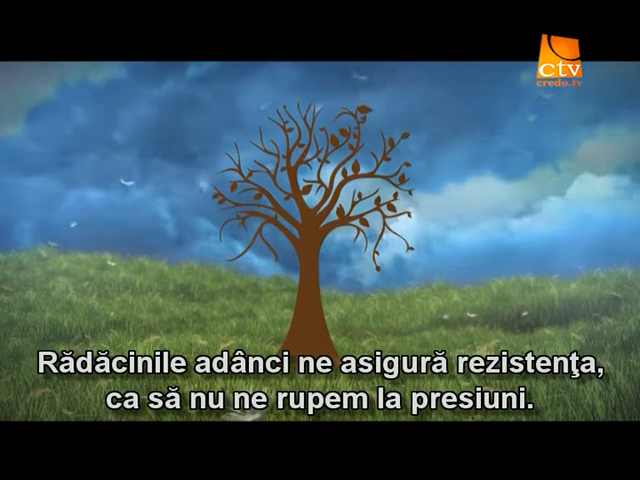 ctv
credo.tv
Rădăcinile adânci ne asigură rezistenţa,
ca să nu ne rupem la presiuni.